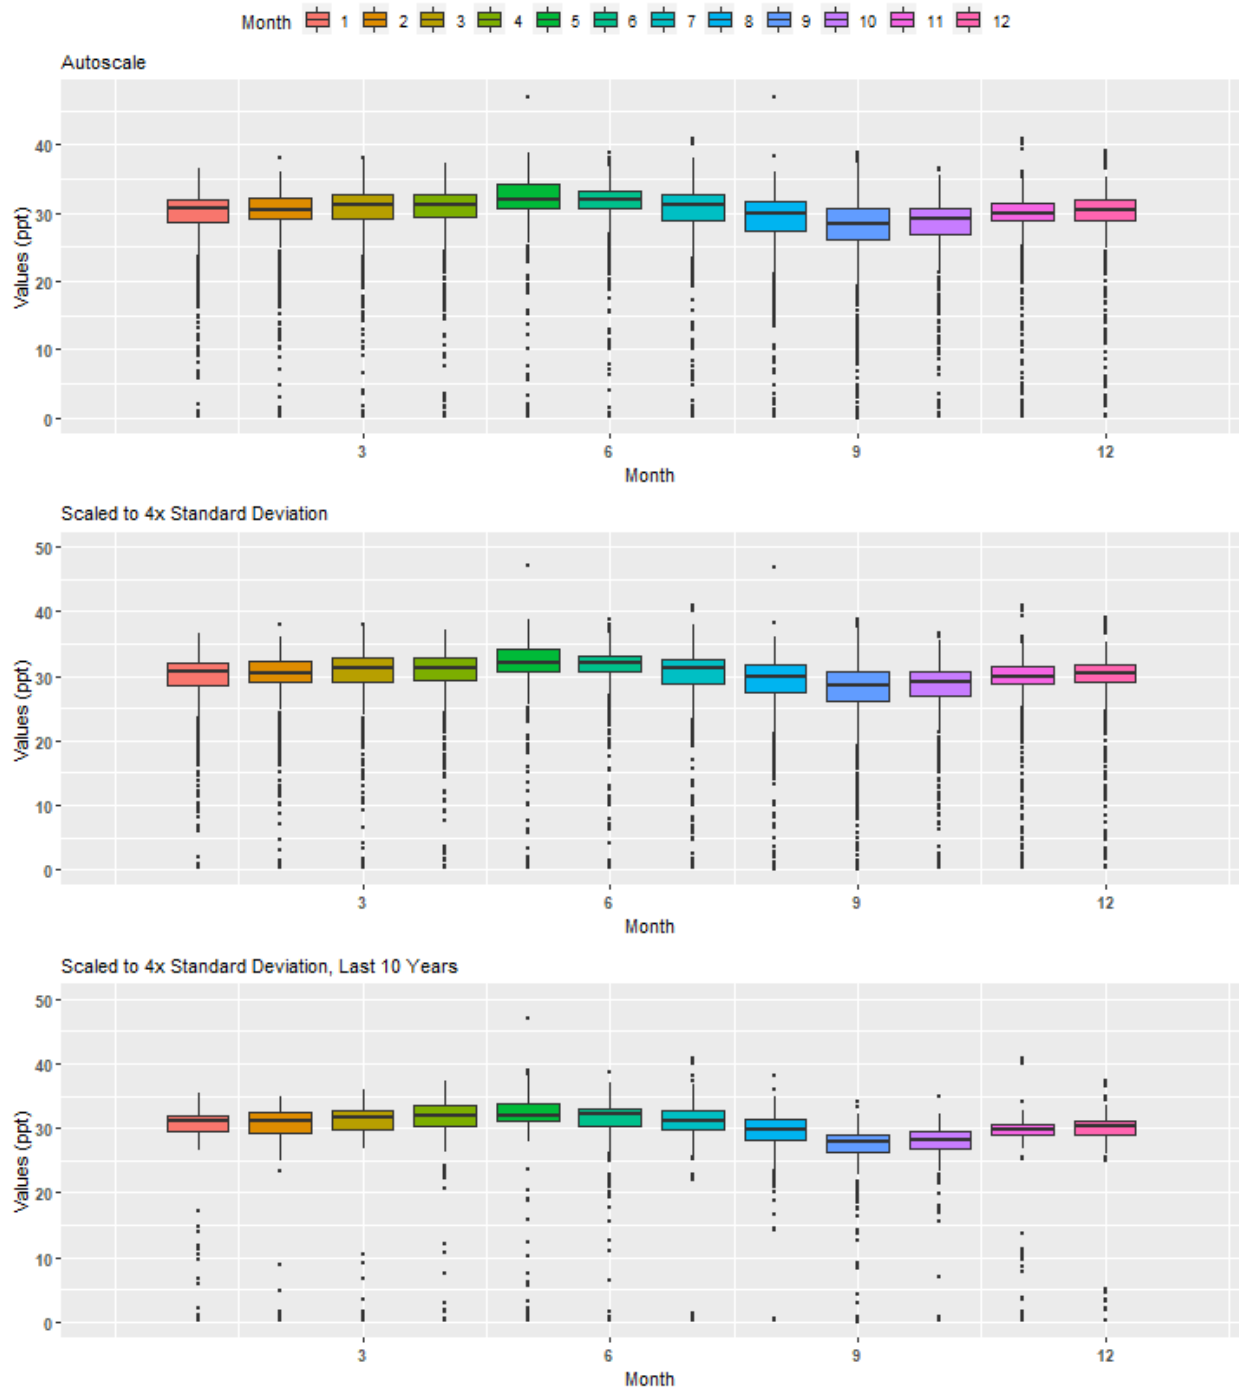 Month 1 2 3 4 5 6 7 8 9 10 11 12
Autoscale
Values (ppt)
40
30
20
10
0
3 6 9 12
Month
Scaled to 4x Standard Deviation
Values (ppt)
50
40
30
20
10
0
3 6 9 12
Month
Scaled to 4x Standard Deviation, Last 10 Years
Values (ppt)
50
40
30
20
10
0
3 6 9 12
Month